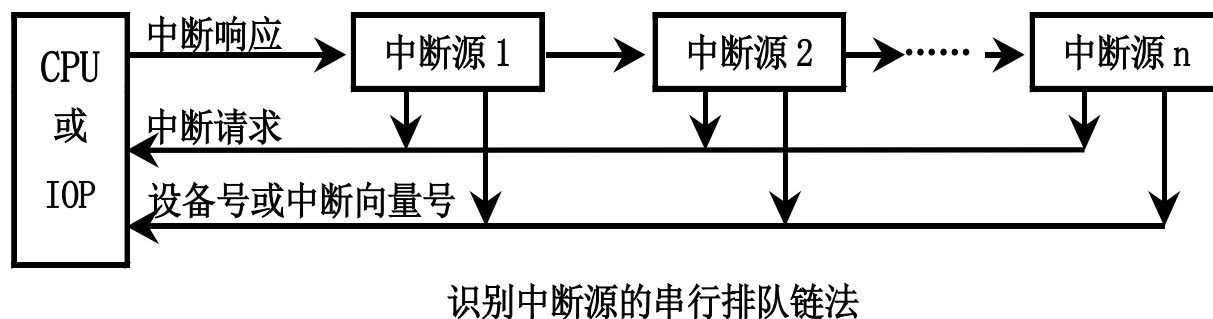 中断响应
中断源 1
中断源 2
······
中断源 n
CPU
或
IOP
中断请求
设备号或中断向量号
识别中断源的串行排队链法